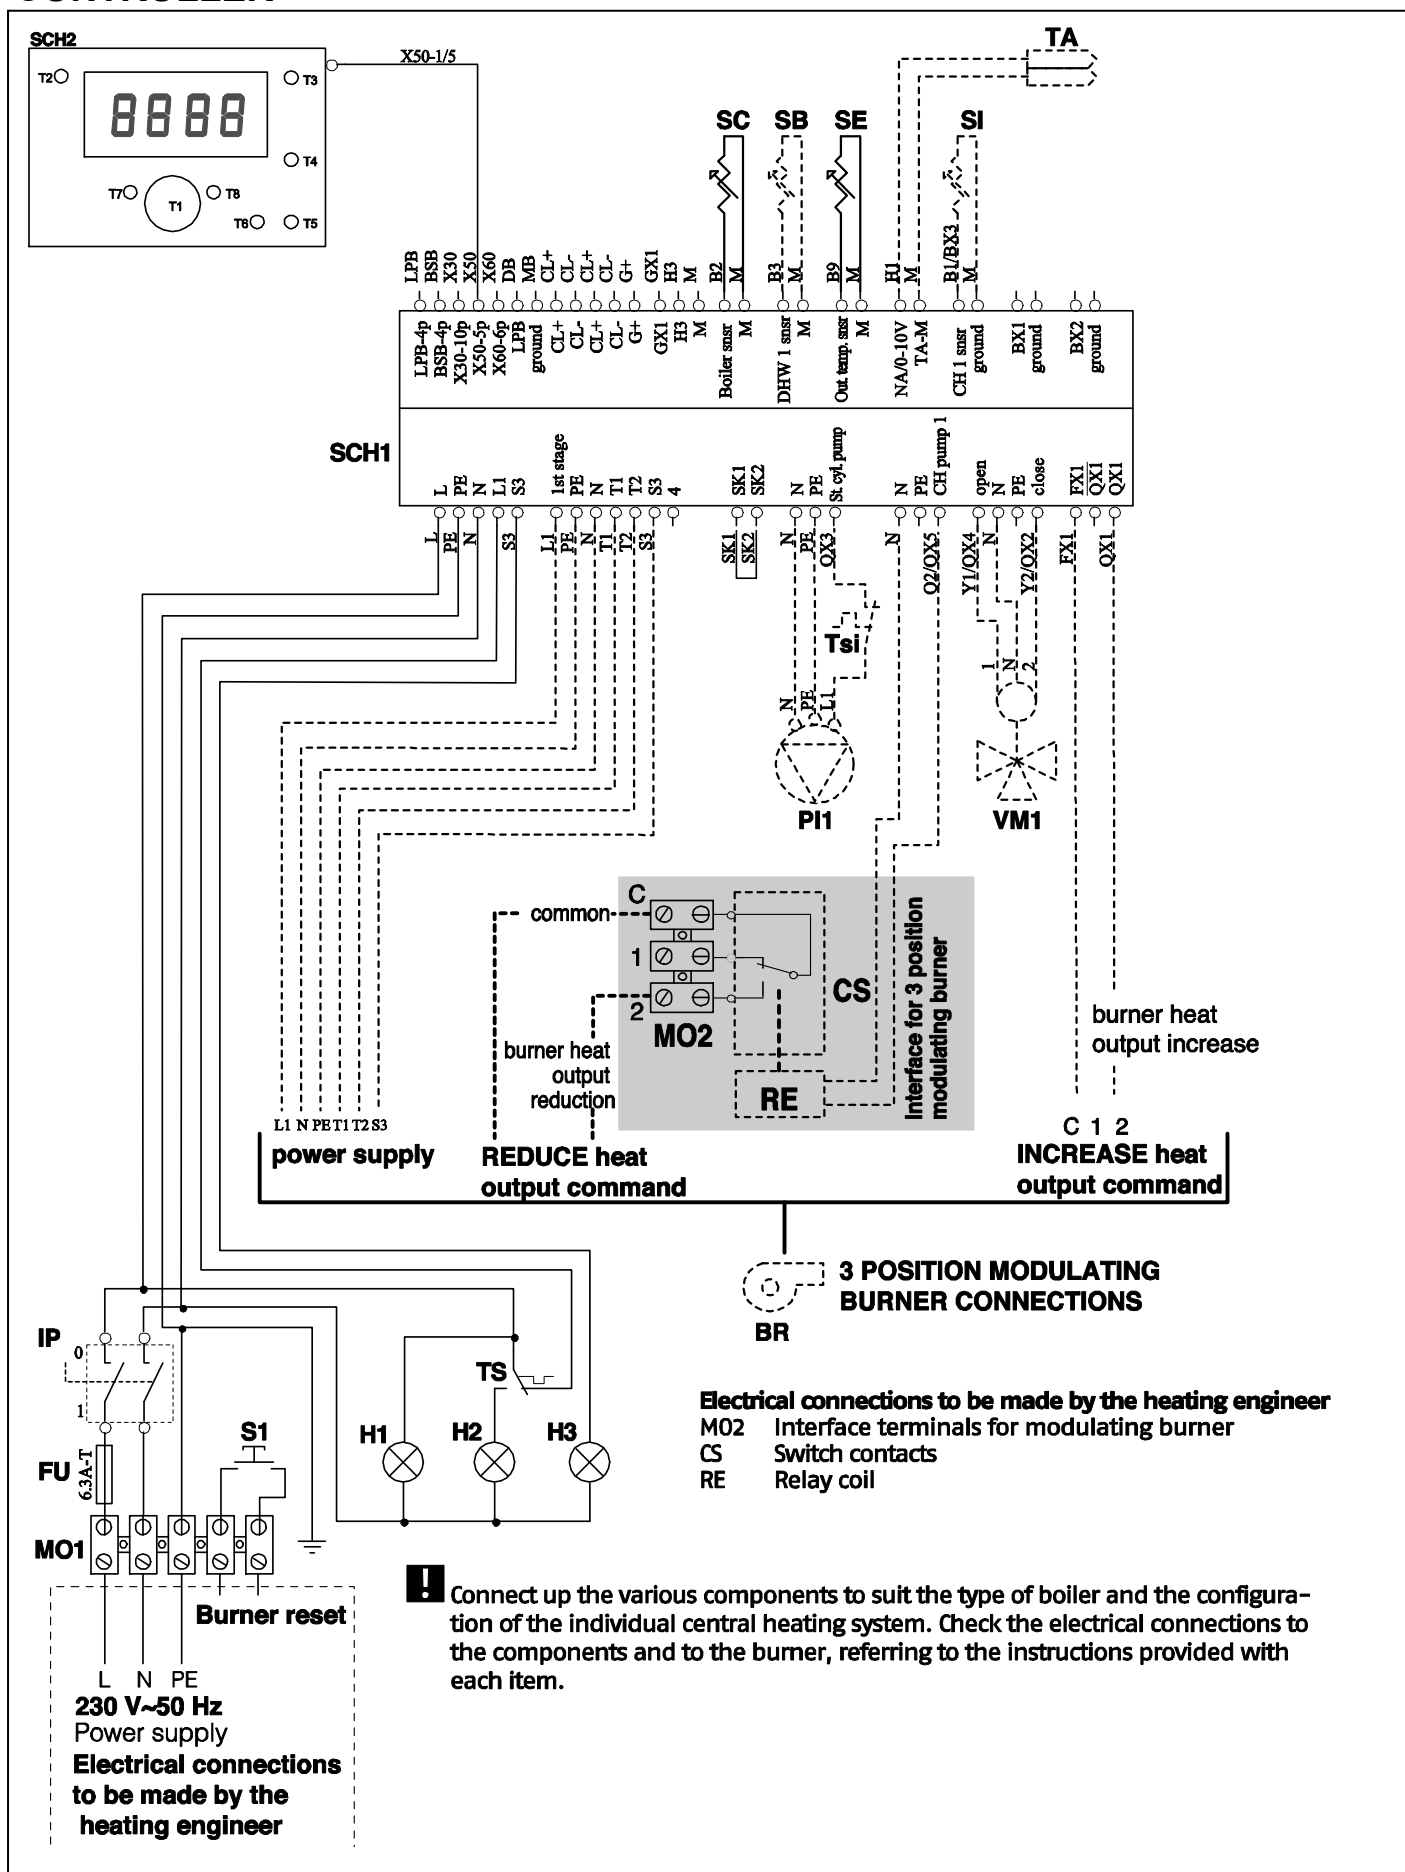 SCH2
X50-1/5
TA
T2
T3
T4
T7
T8
T1
T6
T5
SC
SB
SE
SI
LPB
BSB
X30
X50
X60
DB
MB
CL+
CL-
CL+
CL-
G+
GX1
H3
M
B2
M
B3
M
B9
M
H1
M
B1/BX3
M
LPB-4p
BSB-4p
X30-10p
X50-5p
X60-6p
LPB
ground
CL+
CL-
CL+
CL-
G+
GX1
H3
M
Boiler snsr
M
DHW 1 snsr
M
Out. temp. snsr
M
NA/0-10V
TA-M
CH 1 snsr
ground
BX1
ground
BX2
ground
SCH1
L
PE
N
L1
S3
1st stage
PE
N
T1
T2
S3
4
SK1
SK2
N
PE
St. cyl. pump
N
PE
CH pump 1
open
N
PE
close
FX1
QX1
QX1
L
PE
N
S3
L1
PE
N
T1
T2
S3
SK1
SK2
N
PE
QX3
N
Q2/QX5
Y1/QX4
N
Y2/QX2
FX1
QX1
Tsi
1
N
2
N
PE
L1
PI1
VM1
C
common
1
2
MO2
CS
RE
Interface for 3 position
modulating burner
burner heat
output
reduction
burner heat
output increase
L1 N PE T1 T2 S3
power supply
REDUCE heat
output command
C 1 2
INCREASE heat
output command
3 POSITION MODULATING
BURNER CONNECTIONS
BR
IP
0
1
TS
S1
H1
H2
H3
FU
6.3A-T
MO1
Burner reset
L N PE
230 V~50 Hz
Power supply
Electrical connections
to be made by the
heating engineer
Electrical connections to be made by the heating engineer
M02 Interface terminals for modulating burner
CS Switch contacts
RE Relay coil
! Connect up the various components to suit the type of boiler and the configura-
tion of the individual central heating system. Check the electrical connections to
the components and to the burner, referring to the instructions provided with
each item.